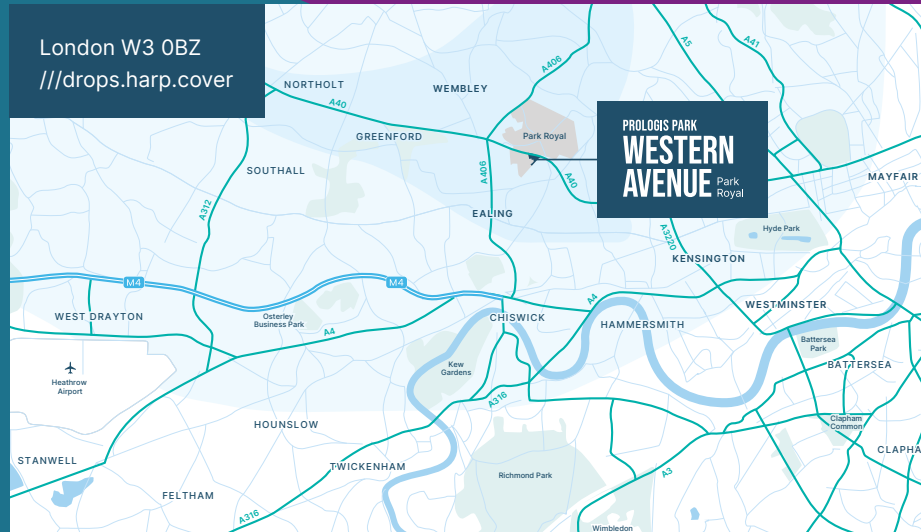 London W3 0BZ
///drops.harp.cover
A5
A41
A406
NORTHOLT
WEMBLEY
A40
PROLOGIS PARK
WESTERN
AVENUE
Park
Royal
GREENFORD
Park Royal
SOUTHALL
A406
A40
MAYFAIR
A312
EALING
A3220
Hyde Park
KENSINGTON
M4
M4
A4
WESTMINSTER
WEST DRAYTON
Osterley
Business Park
A4
CHISWICK
HAMMERSMITH
Battersea
Park
Kew
Gardens
BATTERSEA
Heathrow
Airport
A316
HOUNSLOW
Clapham
Common
CLAPHA
STANWELL
TWICKENHAM
Richmond Park
A3
FELTHAM
A316
Wimbledon